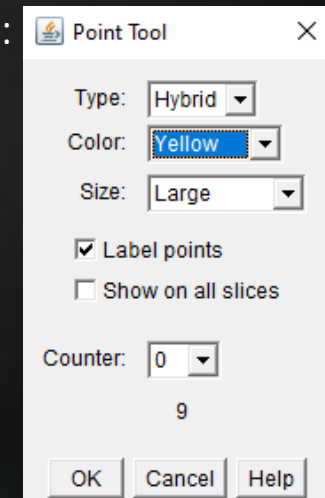 :
Point Tool
Type: Hybrid
Color: Yellow
Size: Large
Label points
Show on all slices
Counter: 0
9
OK Cancel Help